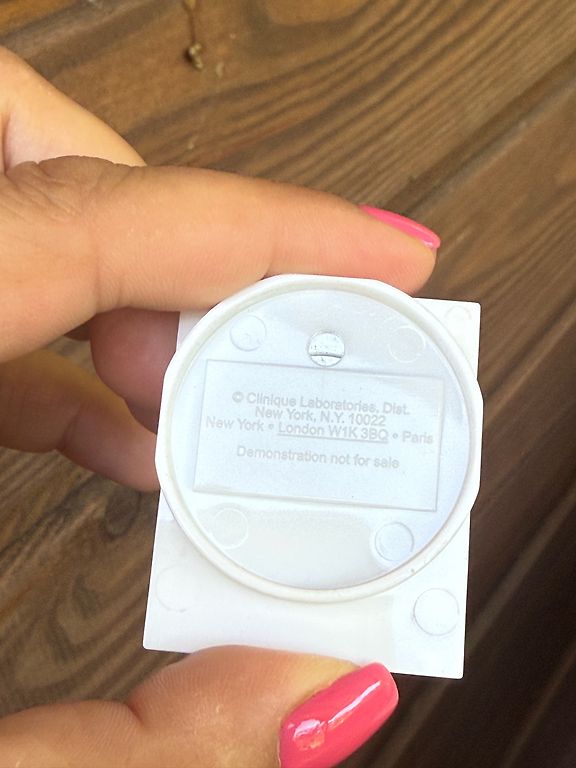 © Clinique Laboratories, Dist.
New York, N.Y. 10022
New York • London W1K 3BQ • Paris
Demonstration not for sale